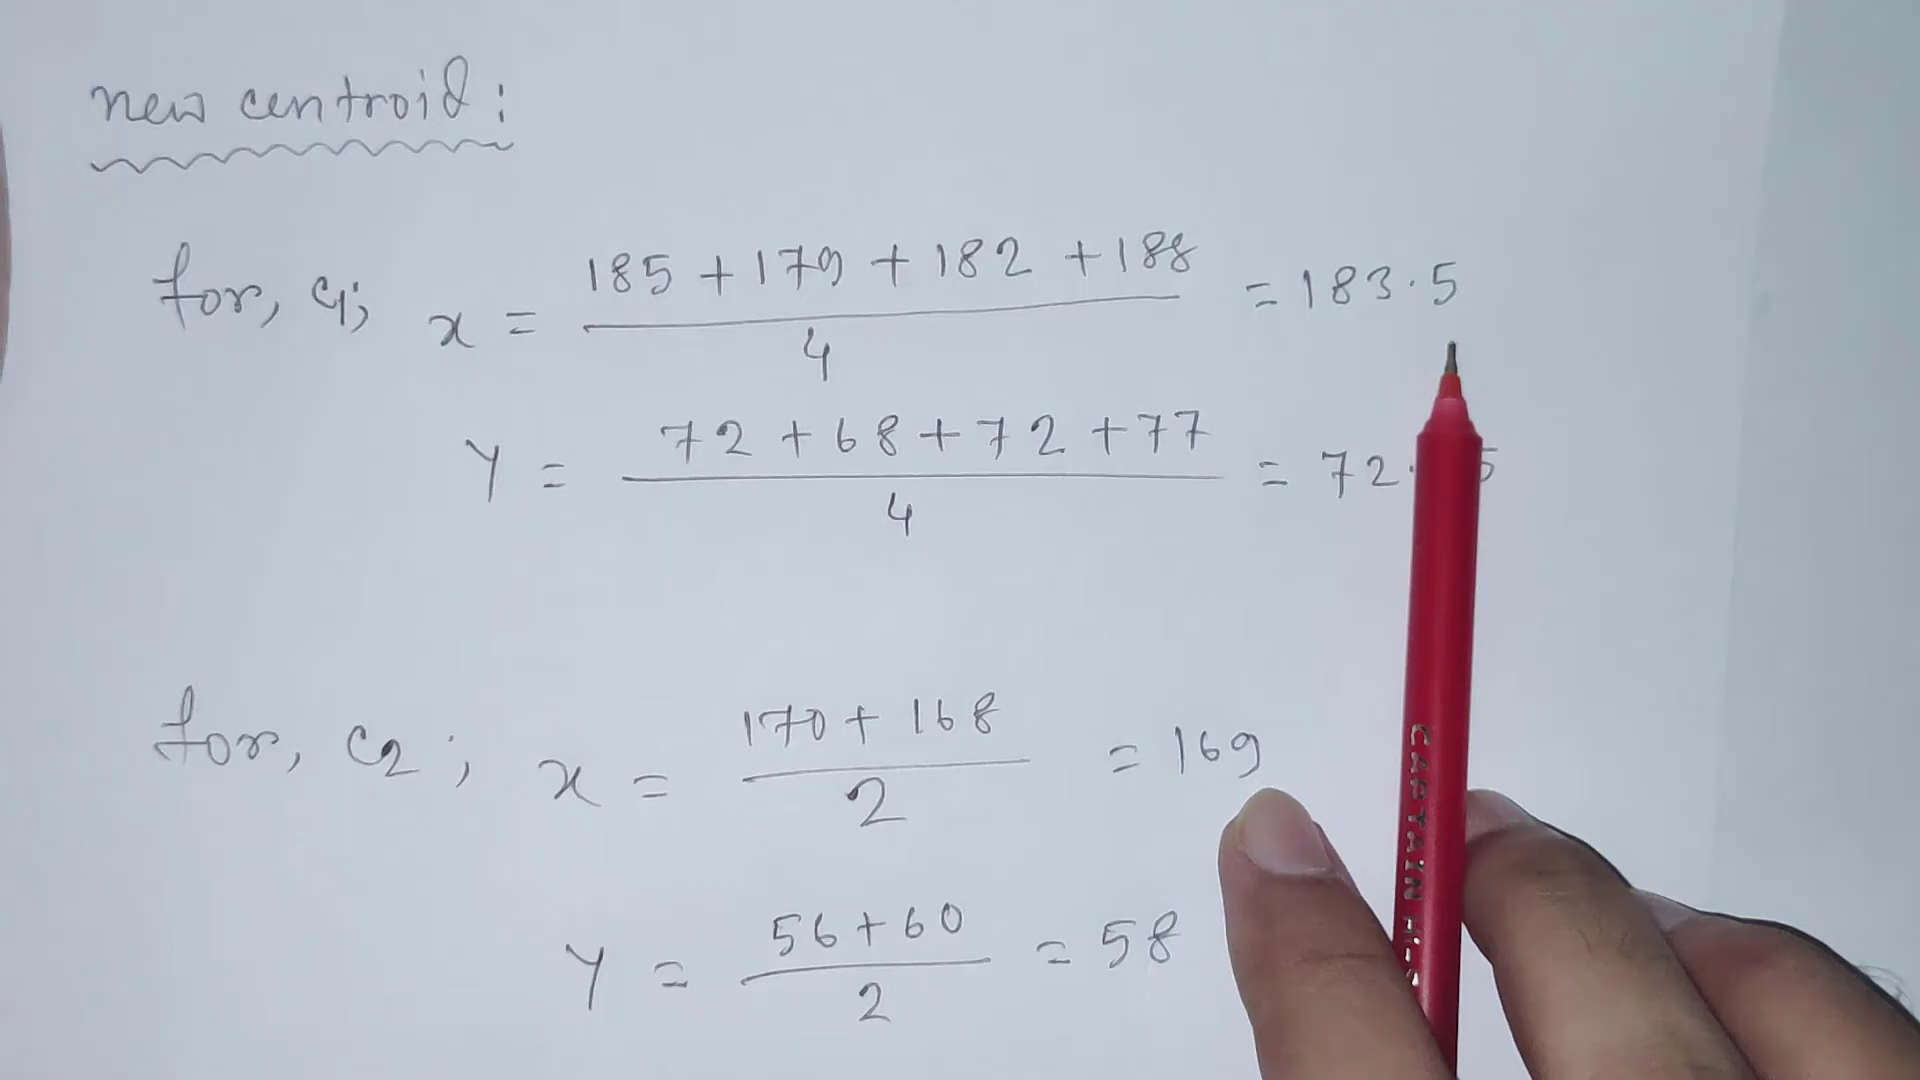 new centroid:
for, c1; x = 185 + 179 + 182 + 188 / 4 = 183.5
Y = 72 + 68 + 72 + 77 / 4 = 72.
for, c2; x = 170 + 168 / 2 = 169
Y = 56 + 60 / 2 = 58
CAPTAIN